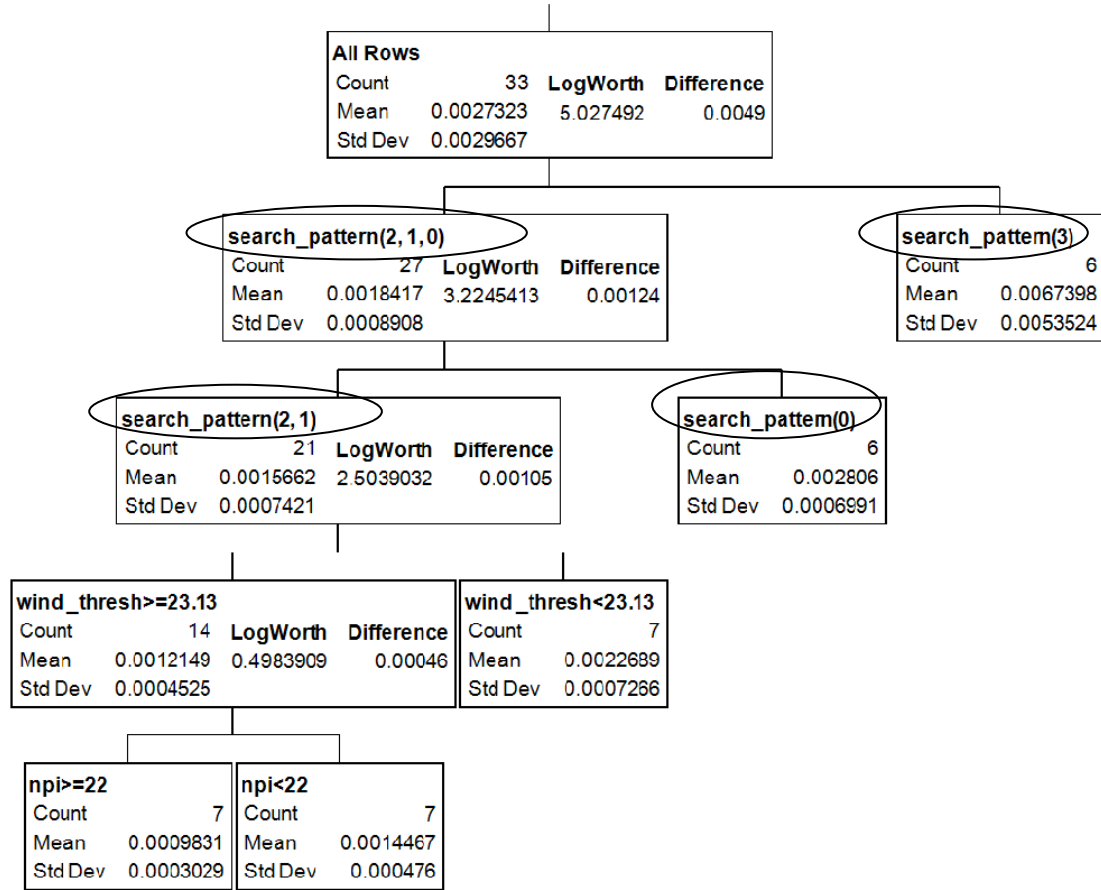 All Rows
Count 33 LogWorth Difference
Mean 0.0027323 5.027492 0.0049
Std Dev 0.0029667
search_pattern(2,1,0)
Count 27 LogWorth Difference
Mean 0.0018417 3.2245413 0.00124
Std Dev 0.0008908
search_pattern(3)
Count 6
Mean 0.0067398
Std Dev 0.0053524
search_pattern(2,1)
Count 21 LogWorth Difference
Mean 0.0015662 2.5039032 0.00105
Std Dev 0.0007421
search_pattern(0)
Count 6
Mean 0.002806
Std Dev 0.0006991
wind_thresh>=23.13
Count 14 LogWorth Difference
Mean 0.0012149 0.4983909 0.00046
Std Dev 0.0004525
wind_thresh<23.13
Count 7
Mean 0.0022689
Std Dev 0.0007266
npi>=22
Count 7
Mean 0.0009831
Std Dev 0.0003029
npi<22
Count 7
Mean 0.0014467
Std Dev 0.000476